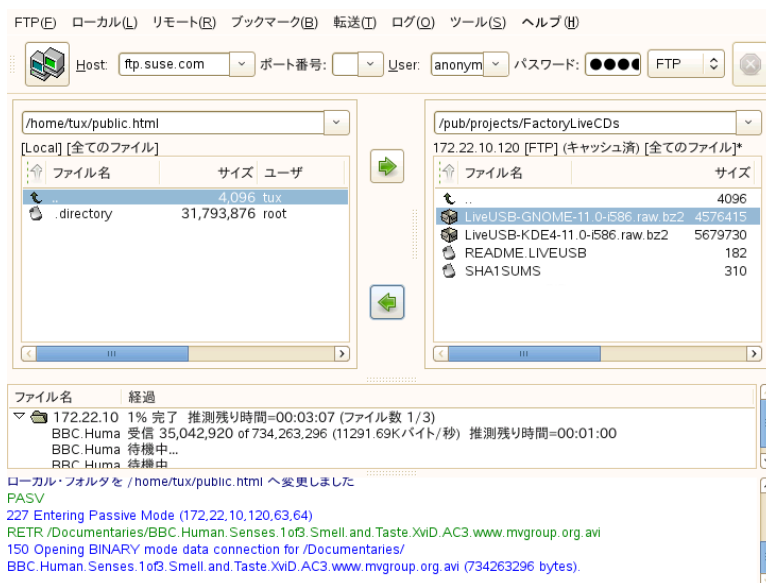 FTP(F) ローカル(L) リモート(R) ブックマーク(B) 転送(T) ログ(O) ツール(S) ヘルプ(H)
Host: ftp.suse.com ポート番号: User: anonym パスワード: FTP
/home/tux/public.html
[Local] [全てのファイル]
ファイル名 サイズ ユーザ
.. 4,096 tux
.directory 31,793,876 root
/pub/projects/FactoryLiveCDs
172.22.10.120 [FTP] (キャッシュ済) [全てのファイル]*
ファイル名 サイズ
.. 4096
LiveUSB-GNOME-11.0-i586.raw.bz2 4576415
LiveUSB-KDE4-11.0-i586.raw.bz2 5679730
README.LIVEUSB 182
SHA1SUMS 310
ファイル名 経過
172.22.10 1% 完了 推測残り時間=00:03:07 (ファイル数 1/3)
BBC.Huma 受信 35,042,920 of 734,263,296 (11291.69Kバイト/秒) 推測残り時間=00:01:00
BBC.Huma 待機中...
BBC.Huma 待機中
ローカル・フォルダを /home/tux/public.html へ変更しました
PASV
227 Entering Passive Mode (172,22,10,120,63,64)
RETR /Documentaries/BBC.Human.Senses.1of3.Smell.and.Taste.XviD.AC3.www.mvgroup.org.avi
150 Opening BINARY mode data connection for /Documentaries/
BBC.Human.Senses.1of3.Smell.and.Taste.XviD.AC3.www.mvgroup.org.avi (734263296 bytes).